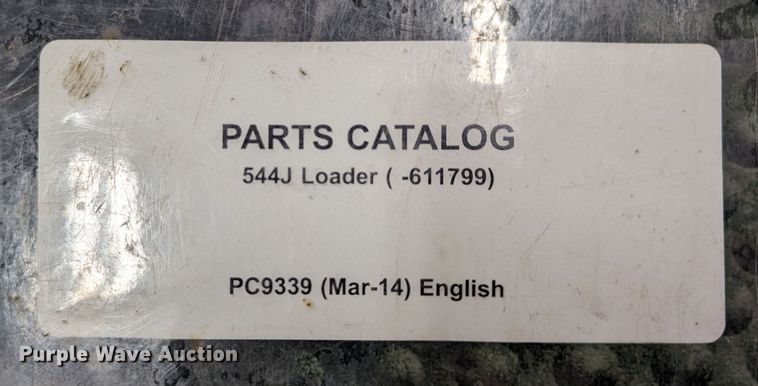 PARTS CATALOG
544J Loader ( -611799)
PC9339 (Mar-14) English
Purple Wave Auction